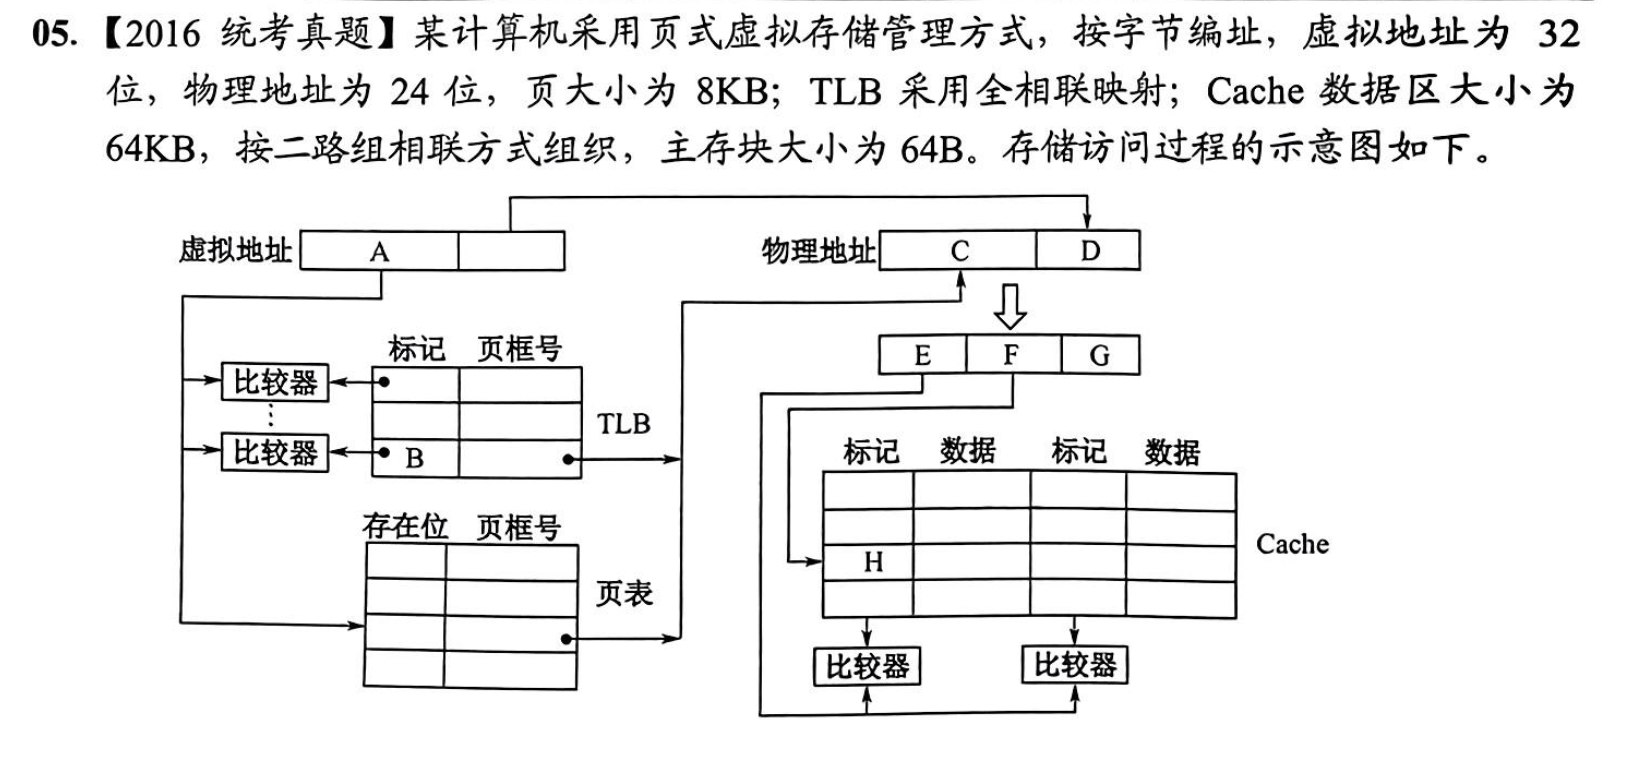 05.【2016 统考真题】某计算机采用页式虚拟存储管理方式，按字节编址，虚拟地址为 32
位，物理地址为 24 位，页大小为 8KB；TLB 采用全相联映射；Cache 数据区大小为
64KB，按二路组相联方式组织，主存块大小为 64B。存储访问过程的示意图如下。
虚拟地址 A
物理地址 C D
标记 页框号
E F G
比较器
⋮
TLB
比较器 B
标记 数据 标记 数据
存在位 页框号
Cache
H
页表
比较器 比较器